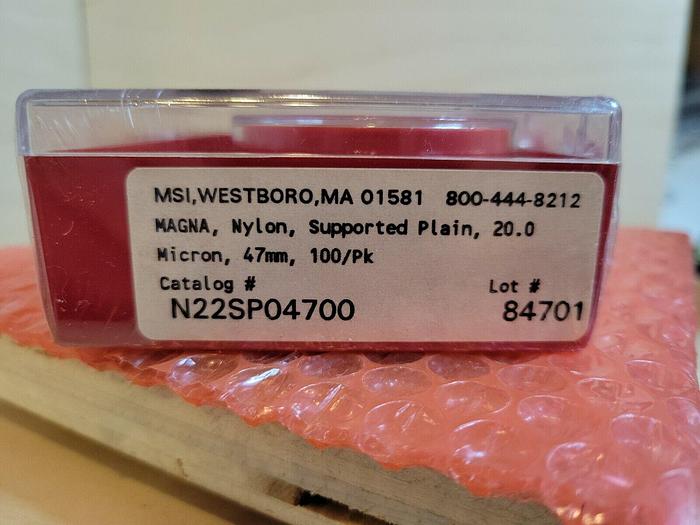 MSI,WESTBORO,MA 01581 800-444-8212
MAGNA, Nylon, Supported Plain, 20.0
Micron, 47mm, 100/Pk
Catalog # Lot #
N22SP04700 84701